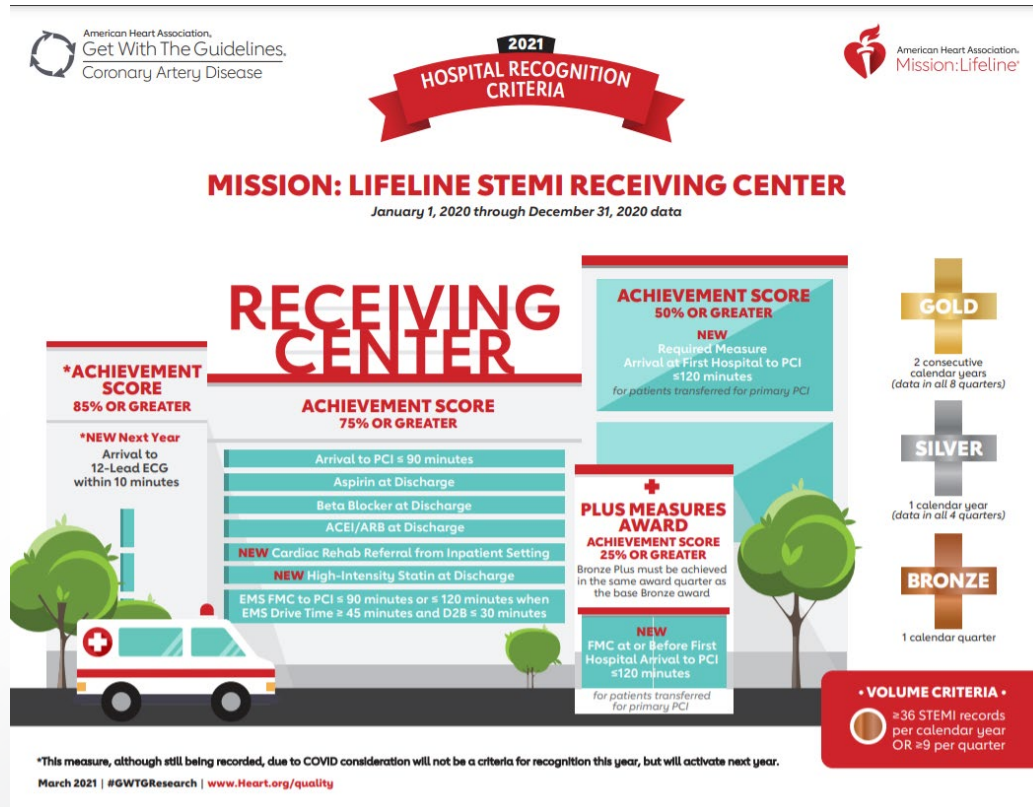 American Heart Association®
Get With The Guidelines®
Coronary Artery Disease
2021
HOSPITAL RECOGNITION
CRITERIA
American Heart Association®
Mission:Lifeline®
MISSION: LIFELINE STEMI RECEIVING CENTER
January 1, 2020 through December 31, 2020 data
RECEIVING
CENTER
*ACHIEVEMENT
SCORE
85% OR GREATER
*NEW Next Year
Arrival to
12-Lead ECG
within 10 minutes
ACHIEVEMENT SCORE
75% OR GREATER
Arrival to PCI ≤ 90 minutes
Aspirin at Discharge
Beta Blocker at Discharge
ACEI/ARB at Discharge
NEW Cardiac Rehab Referral from Inpatient Setting
NEW High-Intensity Statin at Discharge
EMS FMC to PCI ≤ 90 minutes or ≤ 120 minutes when
EMS Drive Time ≥ 45 minutes and D2B ≤ 30 minutes
ACHIEVEMENT SCORE
50% OR GREATER
NEW
Required Measure
Arrival at First Hospital to PCI
≤120 minutes
for patients transferred for primary PCI
PLUS MEASURES
AWARD
ACHIEVEMENT SCORE
25% OR GREATER
Bronze Plus must be achieved
in the same award quarter as
the base Bronze award
NEW
FMC at or Before First
Hospital Arrival to PCI
≤120 minutes
for patients transferred
for primary PCI
GOLD
2 consecutive
calendar years
(data in all 8 quarters)
SILVER
1 calendar year
(data in all 4 quarters)
BRONZE
1 calendar quarter
• VOLUME CRITERIA •
≥36 STEMI records
per calendar year
OR ≥9 per quarter
*This measure, although still being recorded, due to COVID consideration will not be a criteria for recognition this year, but will activate next year.
March 2021 | #GWTGResearch | www.Heart.org/quality